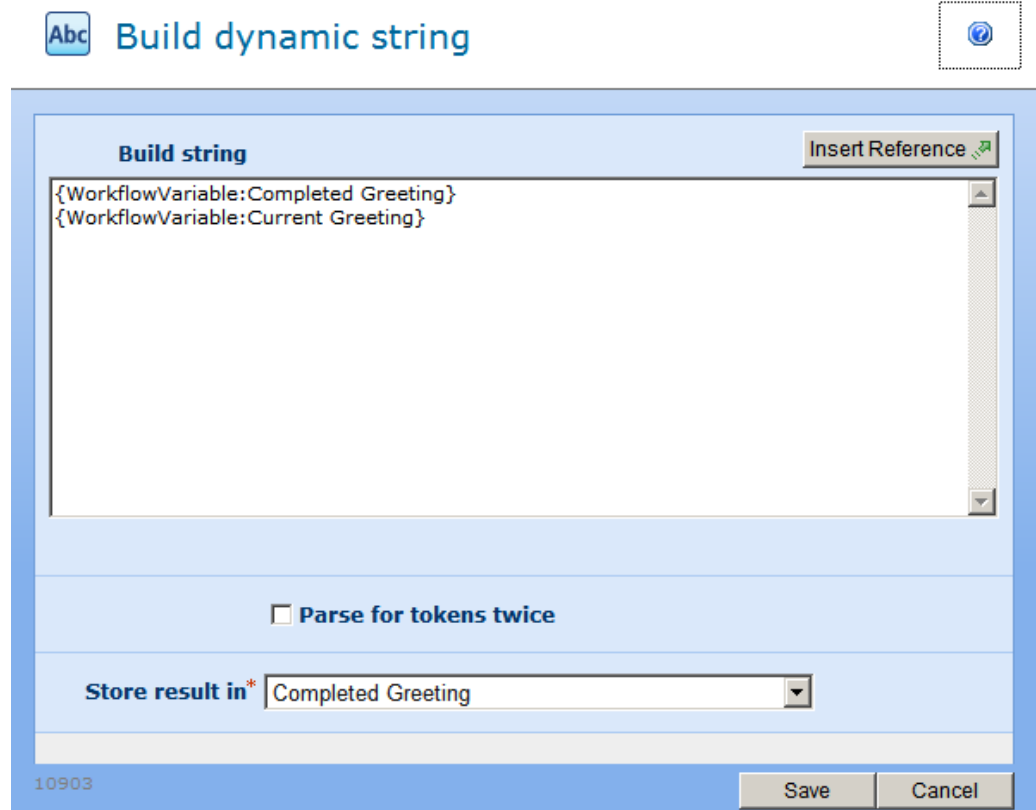 Abc Build dynamic string
Build string
Insert Reference
{WorkflowVariable:Completed Greeting}
{WorkflowVariable:Current Greeting}
Parse for tokens twice
Store result in* Completed Greeting
10903
Save Cancel